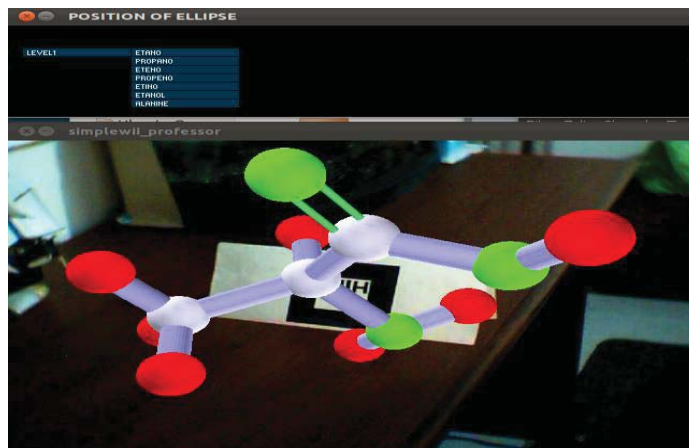 POSITION OF ELLIPSE
LEVEL1
ETANO
PROPANO
ETENO
PROPENO
ETINO
ETANOL
ALANINE
simplewii_professor